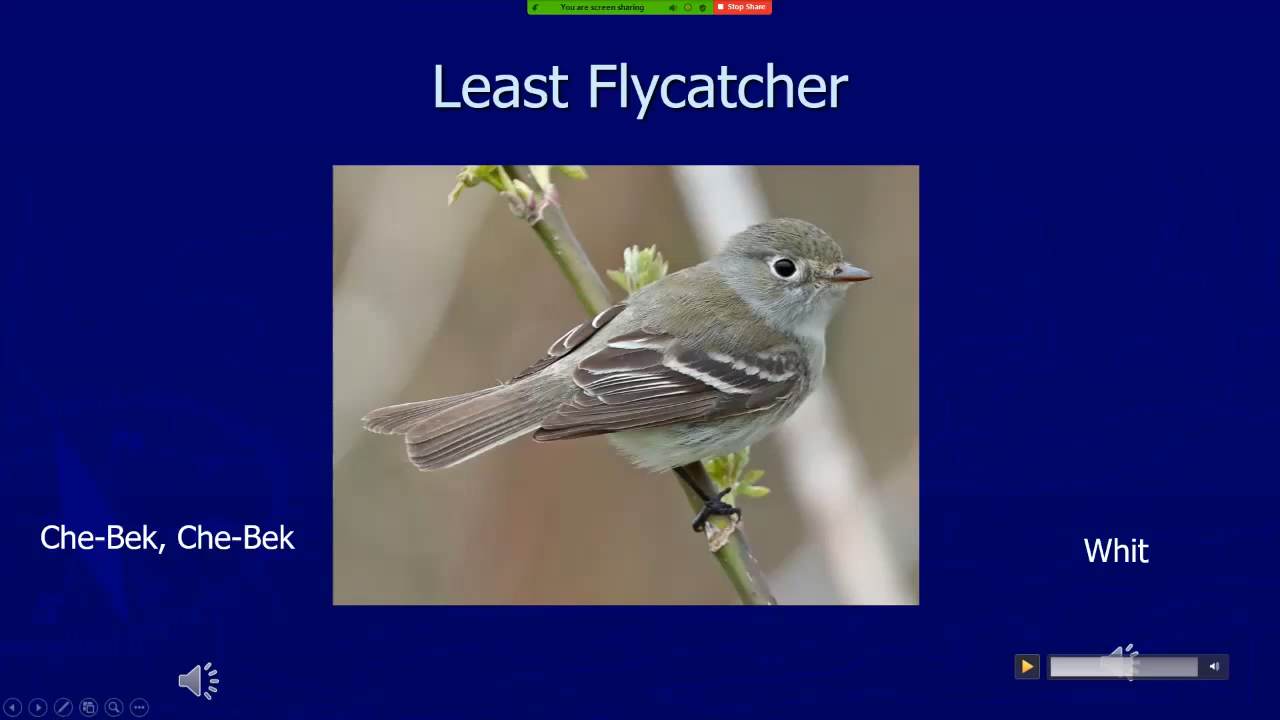 You are screen sharing
Stop Share
Least Flycatcher
Che-Bek, Che-Bek
Whit